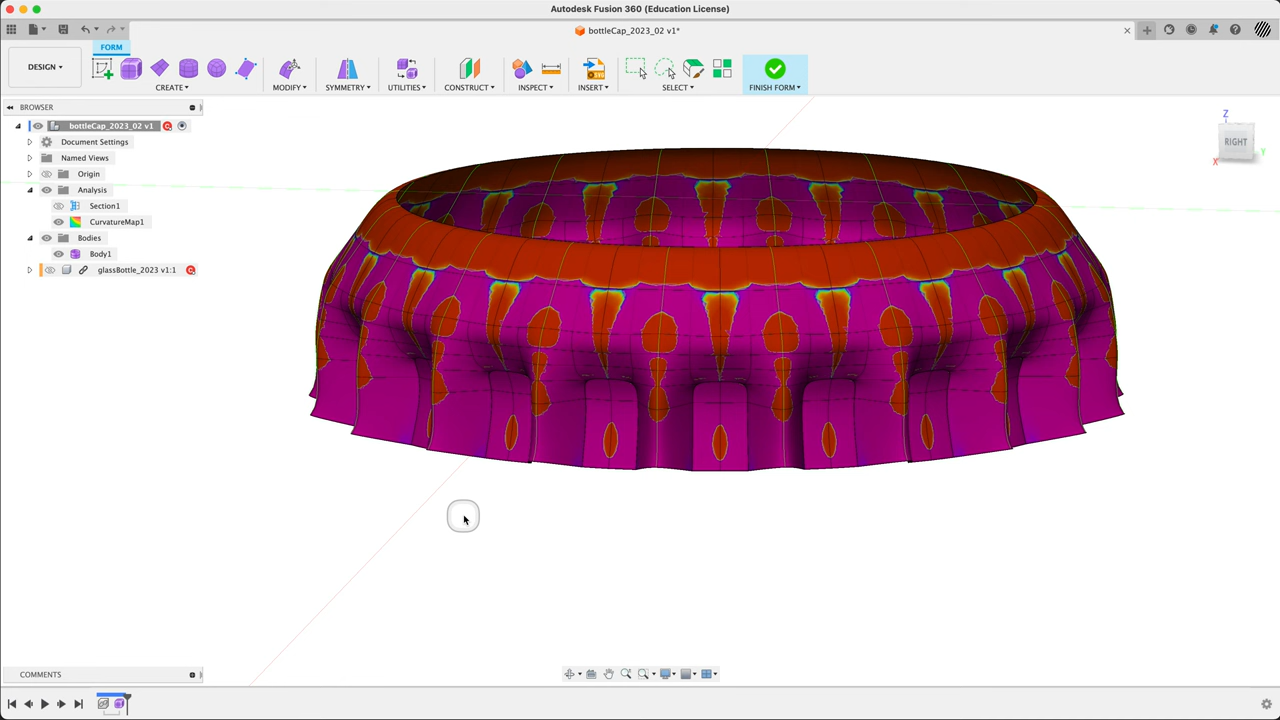 Autodesk Fusion 360 (Education License)
bottleCap_2023_02 v1*
FORM
DESIGN
CREATE
MODIFY
SYMMETRY
UTILITIES
CONSTRUCT
INSPECT
INSERT
SELECT
FINISH FORM
BROWSER
bottleCap_2023_02 v1
Document Settings
Named Views
Origin
Analysis
Section1
CurvatureMap1
Bodies
Body1
glassBottle_2023 v1:1
Z
RIGHT
X
Y
COMMENTS